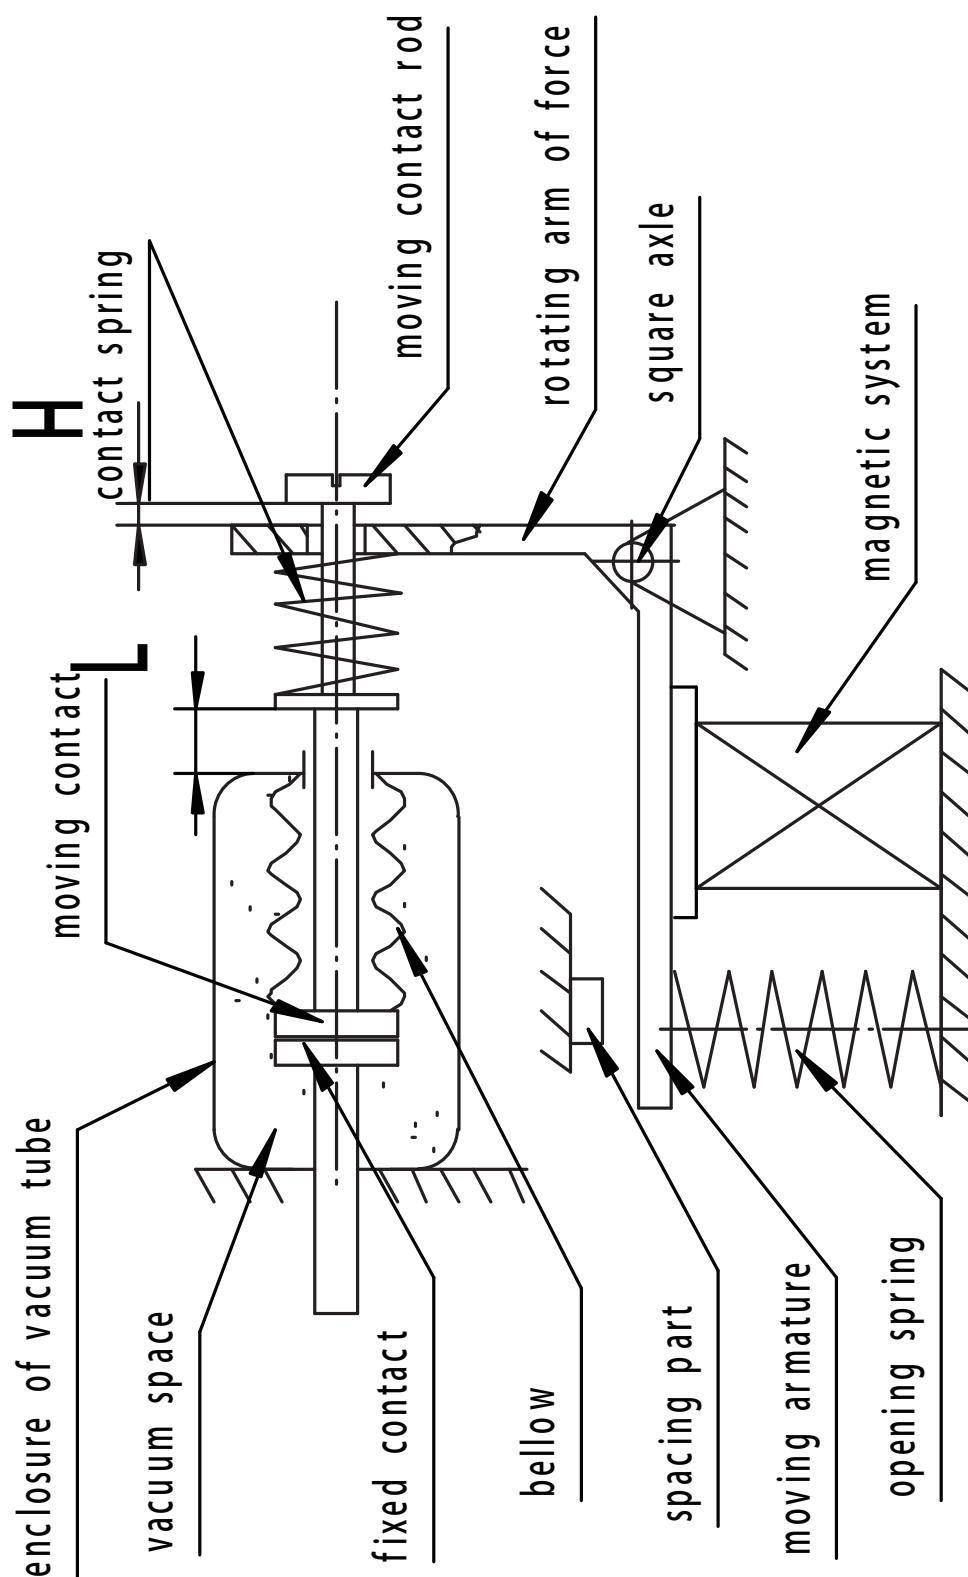 enclosure of vacuum tube
moving contact
L
contact spring
H
vacuum space
fixed contact
moving contact rod
bellow
rotating arm of force
spacing part
square axle
moving armature
magnetic system
opening spring